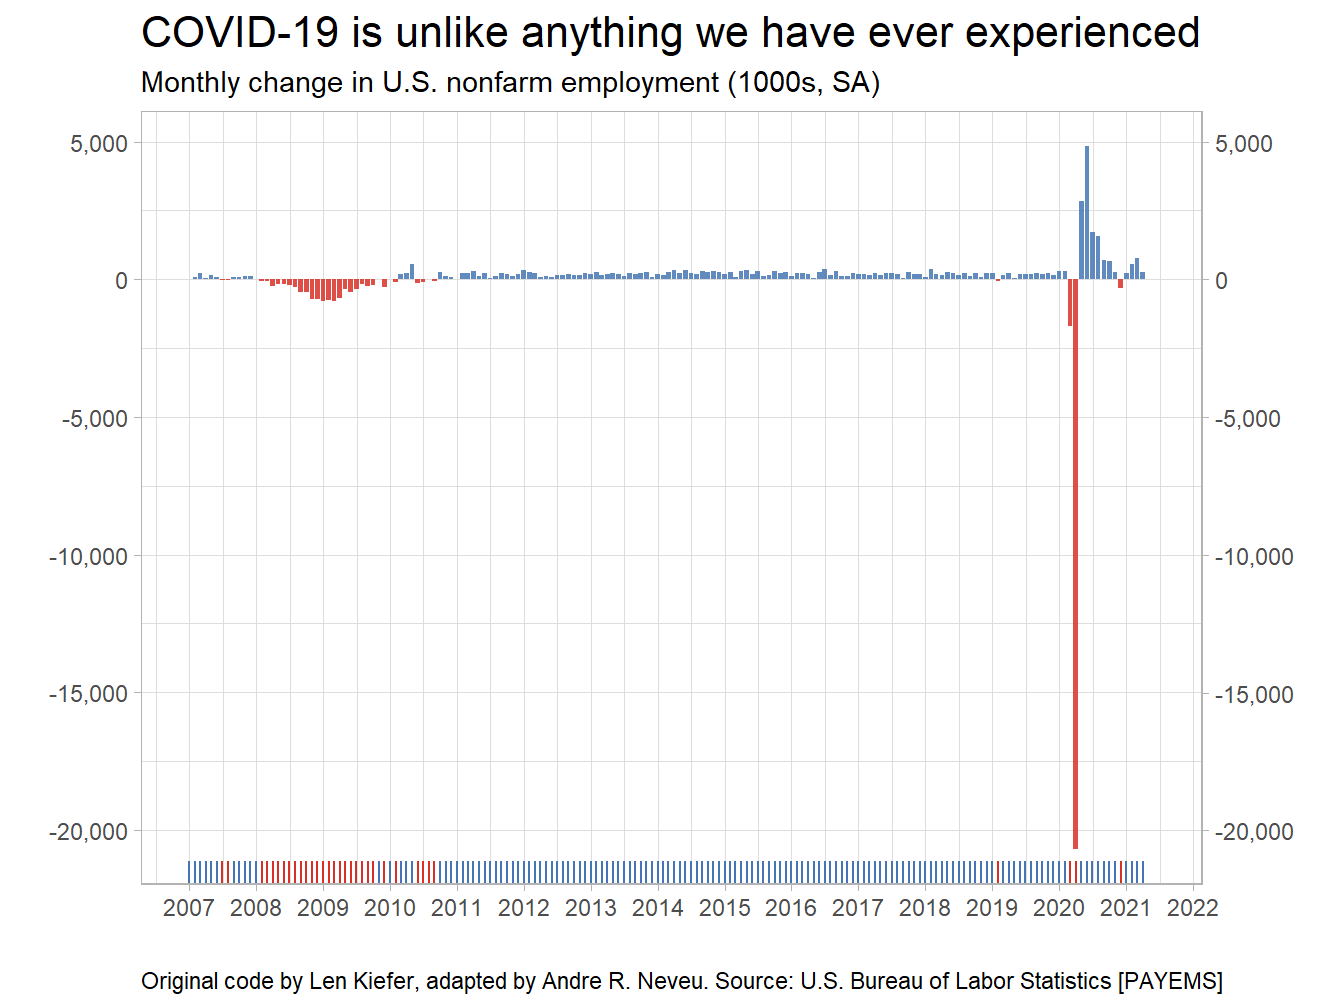 COVID-19 is unlike anything we have ever experienced
Monthly change in U.S. nonfarm employment (1000s, SA)
5,000 5,000
0 0
-5,000 -5,000
-10,000 -10,000
-15,000 -15,000
-20,000 -20,000
2007 2008 2009 2010 2011 2012 2013 2014 2015 2016 2017 2018 2019 2020 2021 2022
Original code by Len Kiefer, adapted by Andre R. Neveu. Source: U.S. Bureau of Labor Statistics [PAYEMS]